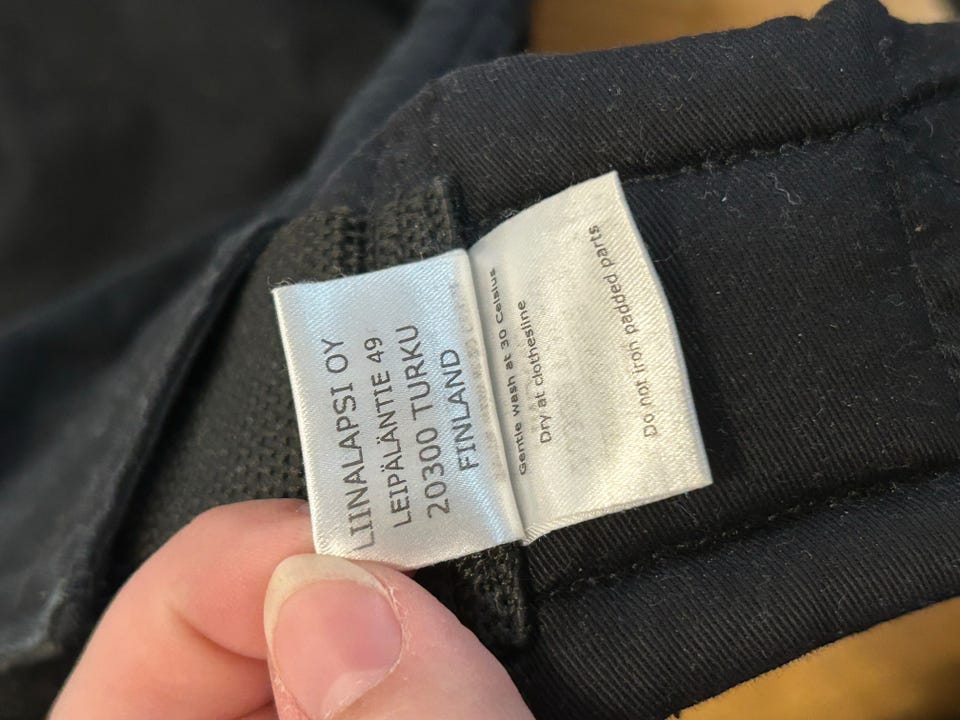 LIINALAPSI OY
LEIPÄLÄNTIE 49
20300 TURKU
FINLAND
Gentle wash at 30 Celsius
Dry at clothesline
Do not iron padded parts